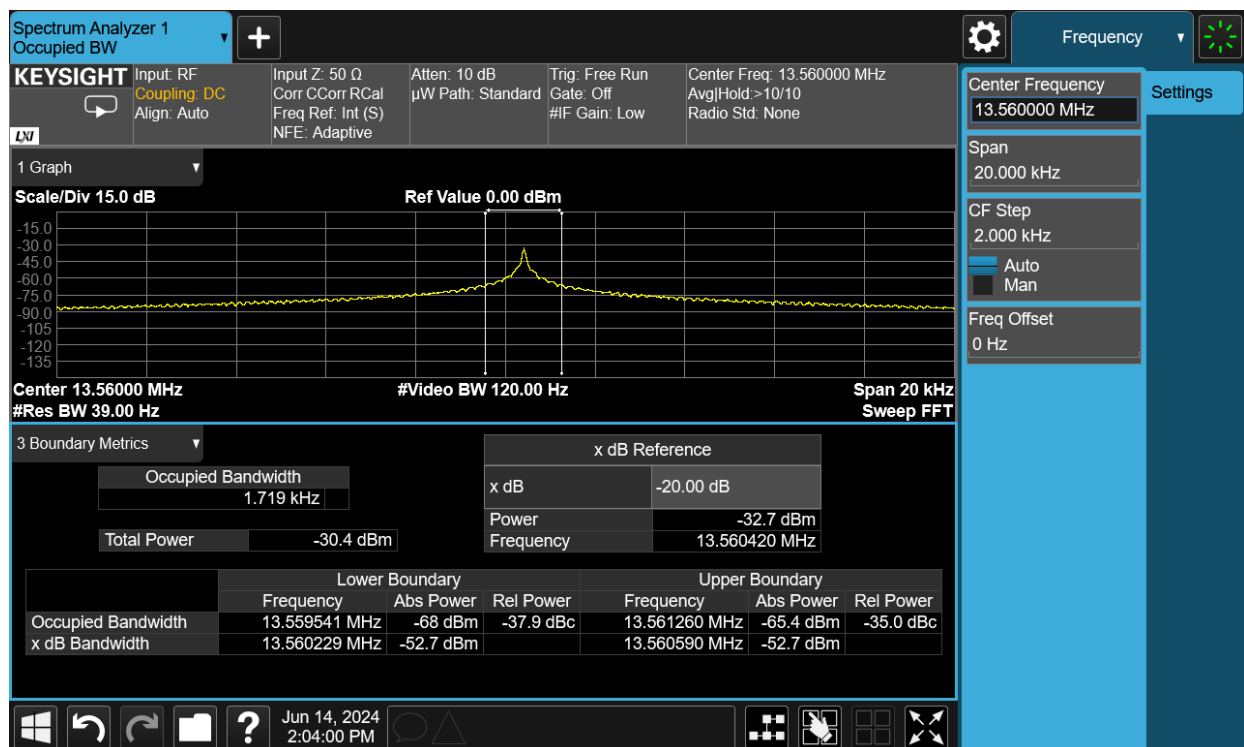 Spectrum Analyzer 1
Occupied BW
▼
+
Frequency ▼
KEYSIGHT
LXI
Input: RF
Coupling: DC
Align: Auto
Input Z: 50 Ω
Corr CCorr RCal
Freq Ref: Int (S)
NFE: Adaptive
Atten: 10 dB
µW Path: Standard
Trig: Free Run
Gate: Off
#IF Gain: Low
Center Freq: 13.560000 MHz
Avg|Hold:>10/10
Radio Std: None
1 Graph ▼
Scale/Div 15.0 dB Ref Value 0.00 dBm
-15.0
-30.0
-45.0
-60.0
-75.0
-90.0
-105
-120
-135
Center 13.56000 MHz #Video BW 120.00 Hz Span 20 kHz
#Res BW 39.00 Hz Sweep FFT
3 Boundary Metrics ▼
Occupied Bandwidth
1.719 kHz
Total Power -30.4 dBm
x dB Reference
x dB -20.00 dB
Power -32.7 dBm
Frequency 13.560420 MHz
Lower Boundary Upper Boundary
Frequency Abs Power Rel Power Frequency Abs Power Rel Power
Occupied Bandwidth 13.559541 MHz -68 dBm -37.9 dBc 13.561260 MHz -65.4 dBm -35.0 dBc
x dB Bandwidth 13.560229 MHz -52.7 dBm 13.560590 MHz -52.7 dBm
?
Jun 14, 2024
2:04:00 PM
Center Frequency
13.560000 MHz
Span
20.000 kHz
CF Step
2.000 kHz
Auto
Man
Freq Offset
0 Hz
Settings